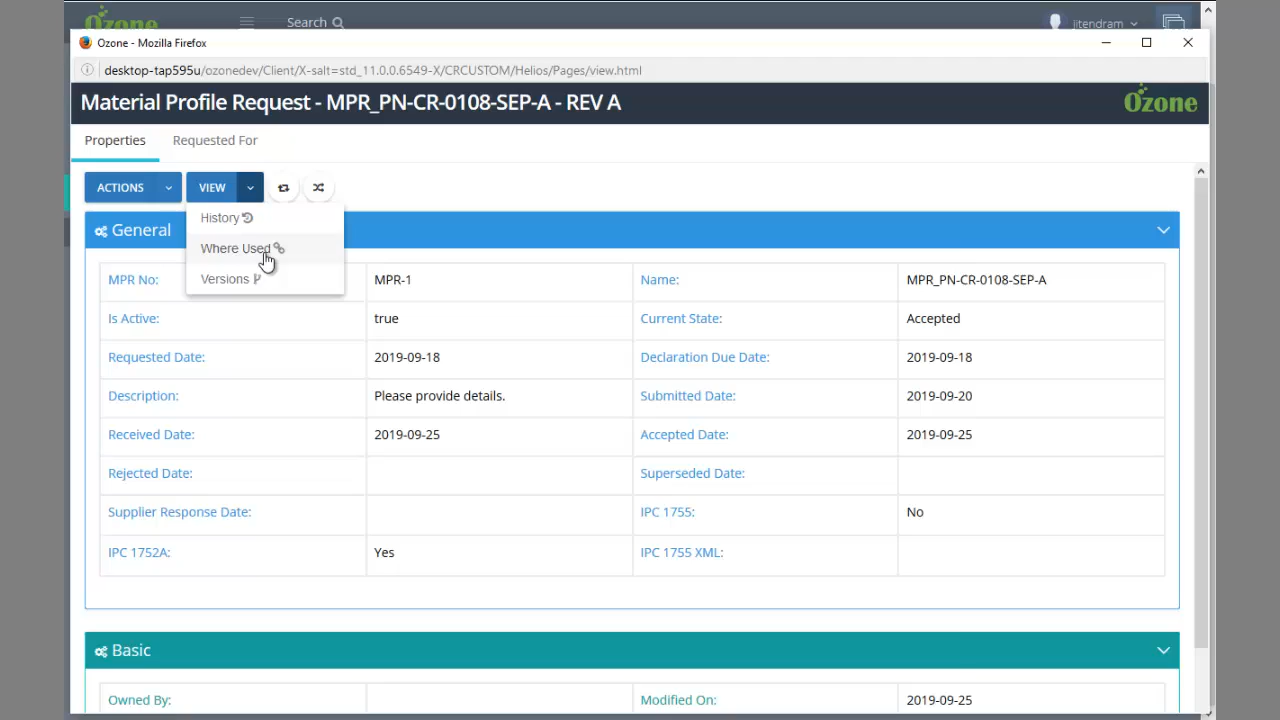 Ozone
Search
Jitendram
Ozone - Mozilla Firefox
desktop-tap595u/ozonedev/Client/X-salt=std_11.0.0.6549-X/CRCUSTOM/Helios/Pages/view.html
Material Profile Request - MPR_PN-CR-0108-SEP-A - REV A
Ozone
Properties Requested For
ACTIONS VIEW
History
General
Where Used
Versions
MPR No: MPR-1 Name: MPR_PN-CR-0108-SEP-A
Is Active: true Current State: Accepted
Requested Date: 2019-09-18 Declaration Due Date: 2019-09-18
Description: Please provide details. Submitted Date: 2019-09-20
Received Date: 2019-09-25 Accepted Date: 2019-09-25
Rejected Date: Superseded Date:
Supplier Response Date: IPC 1755: No
IPC 1752A: Yes IPC 1755 XML:
Basic
Owned By: Modified On: 2019-09-25